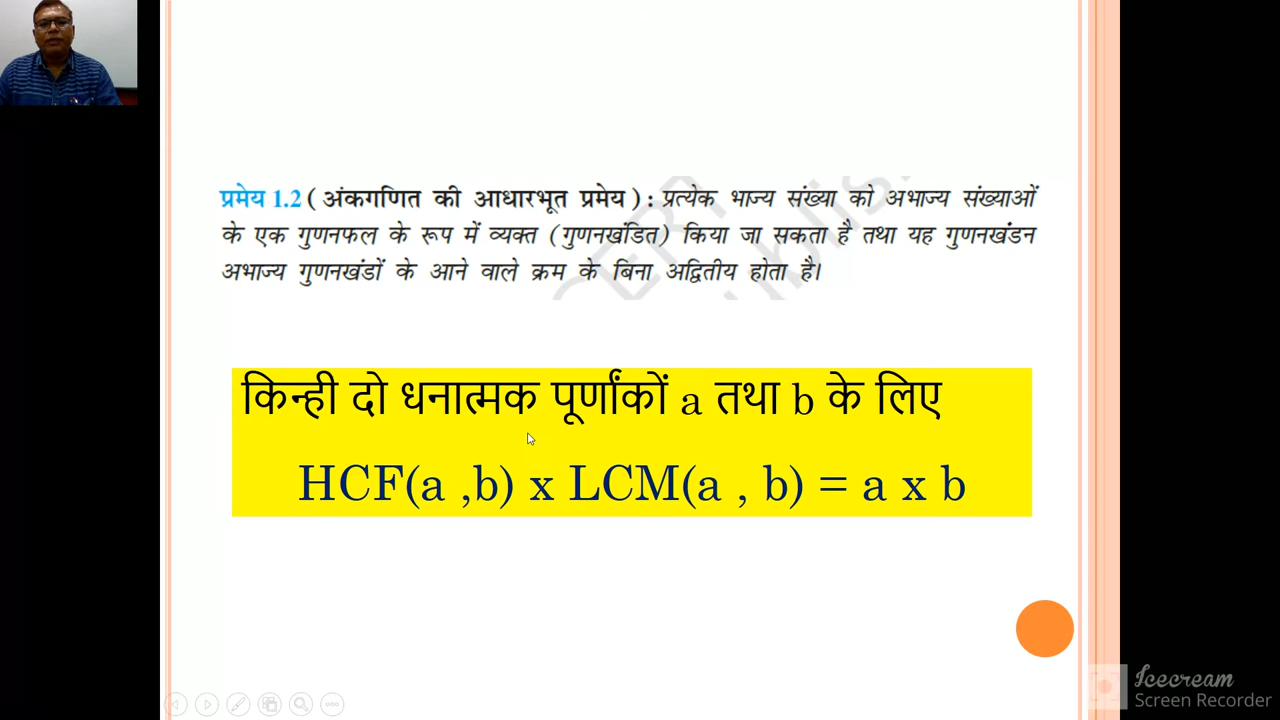 प्रमेय 1.2 ( अंकगणित की आधारभूत प्रमेय ) : प्रत्येक भाज्य संख्या को अभाज्य संख्याओं
के एक गुणनफल के रूप में व्यक्त (गुणनखंडित) किया जा सकता है तथा यह गुणनखंडन
अभाज्य गुणनखंडों के आने वाले क्रम के बिना अद्वितीय होता है।
किन्ही दो धनात्मक पूर्णांकों a तथा b के लिए
HCF(a ,b) x LCM(a , b) = a x b
Icecream
Screen Recorder